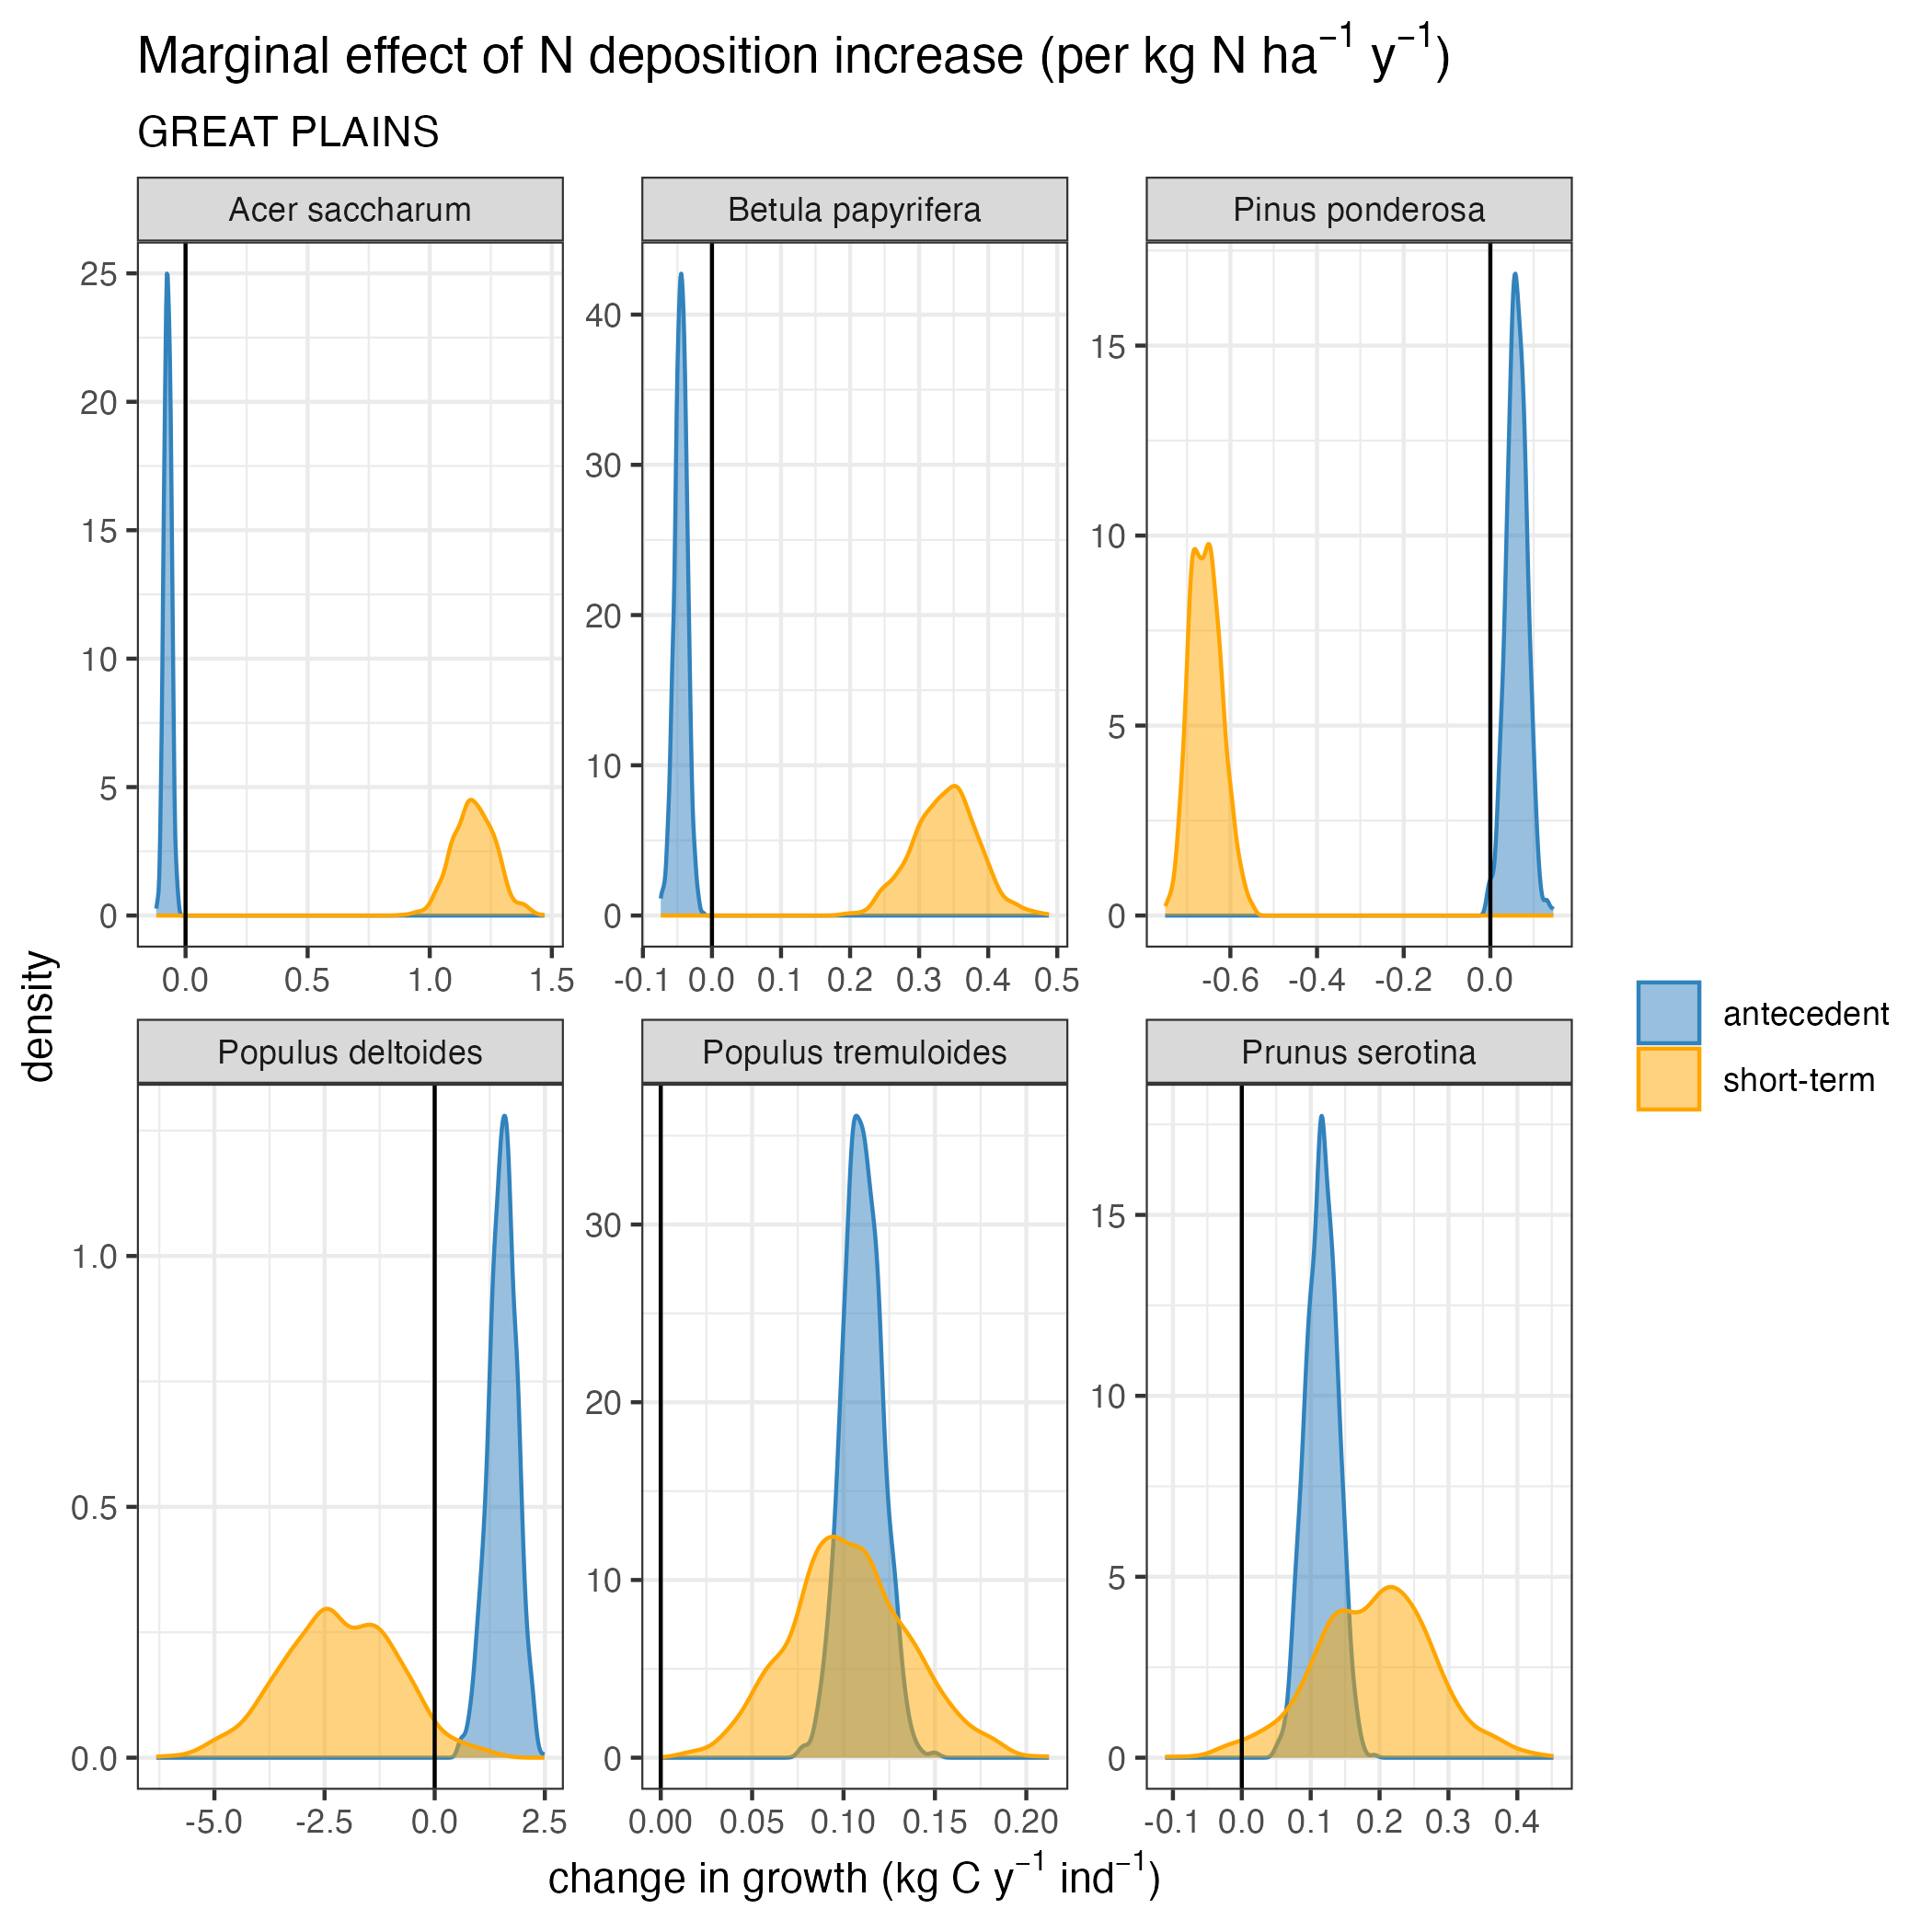 Marginal effect of N deposition increase (per kg N ha⁻¹ y⁻¹)
GREAT PLAINS
Acer saccharum
Betula papyrifera
Pinus ponderosa
25
20
15
10
5
0
40
30
20
10
0
15
10
5
0
0.0 0.5 1.0 1.5
-0.1 0.0 0.1 0.2 0.3 0.4 0.5
-0.6 -0.4 -0.2 0.0
density
Populus deltoides
Populus tremuloides
Prunus serotina
1.0
0.5
0.0
30
20
10
0
15
10
5
0
-5.0 -2.5 0.0 2.5
0.00 0.05 0.10 0.15 0.20
-0.1 0.0 0.1 0.2 0.3 0.4
change in growth (kg C y⁻¹ ind⁻¹)
antecedent
short-term